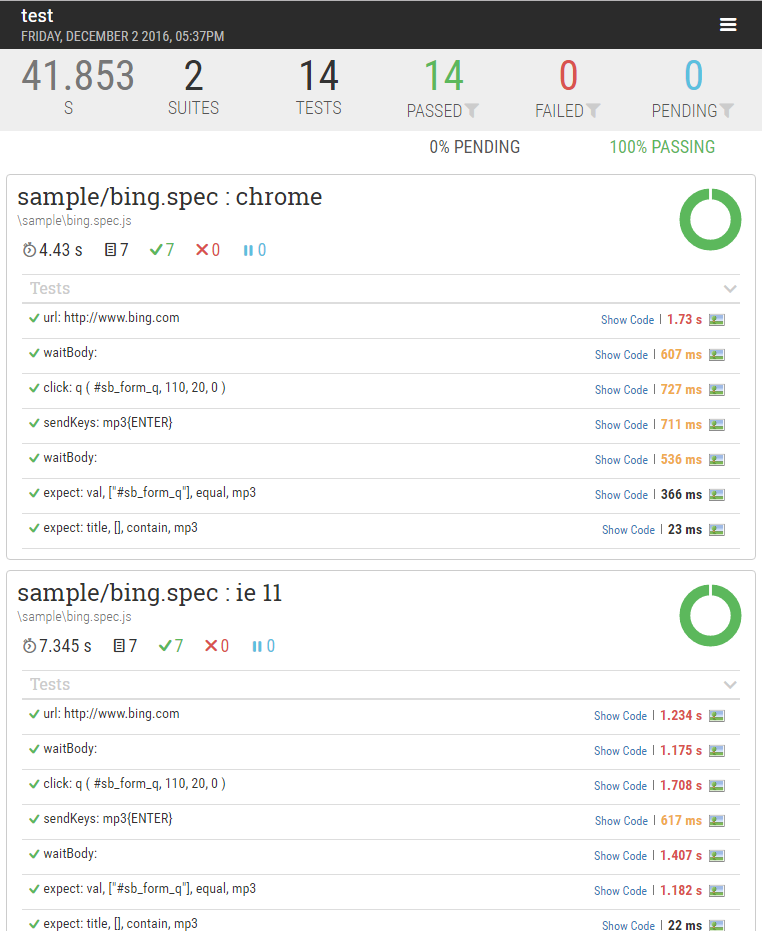 test
FRIDAY, DECEMBER 2 2016, 05:37PM
41.853 2 14 14 0 0
S SUITES TESTS PASSED FAILED PENDING
0% PENDING 100% PASSING
sample/bing.spec : chrome
\sample\bing.spec.js
4.43 s 7 7 0 0
Tests
url: http://www.bing.com Show Code | 1.73 s
waitBody: Show Code | 607 ms
click: q ( #sb_form_q, 110, 20, 0 ) Show Code | 727 ms
sendKeys: mp3{ENTER} Show Code | 711 ms
waitBody: Show Code | 536 ms
expect: val, ["#sb_form_q"], equal, mp3 Show Code | 366 ms
expect: title, [], contain, mp3 Show Code | 23 ms
sample/bing.spec : ie 11
\sample\bing.spec.js
7.345 s 7 7 0 0
Tests
url: http://www.bing.com Show Code | 1.234 s
waitBody: Show Code | 1.175 s
click: q ( #sb_form_q, 110, 20, 0 ) Show Code | 1.708 s
sendKeys: mp3{ENTER} Show Code | 617 ms
waitBody: Show Code | 1.407 s
expect: val, ["#sb_form_q"], equal, mp3 Show Code | 1.182 s
expect: title, [], contain, mp3 Show Code | 22 ms